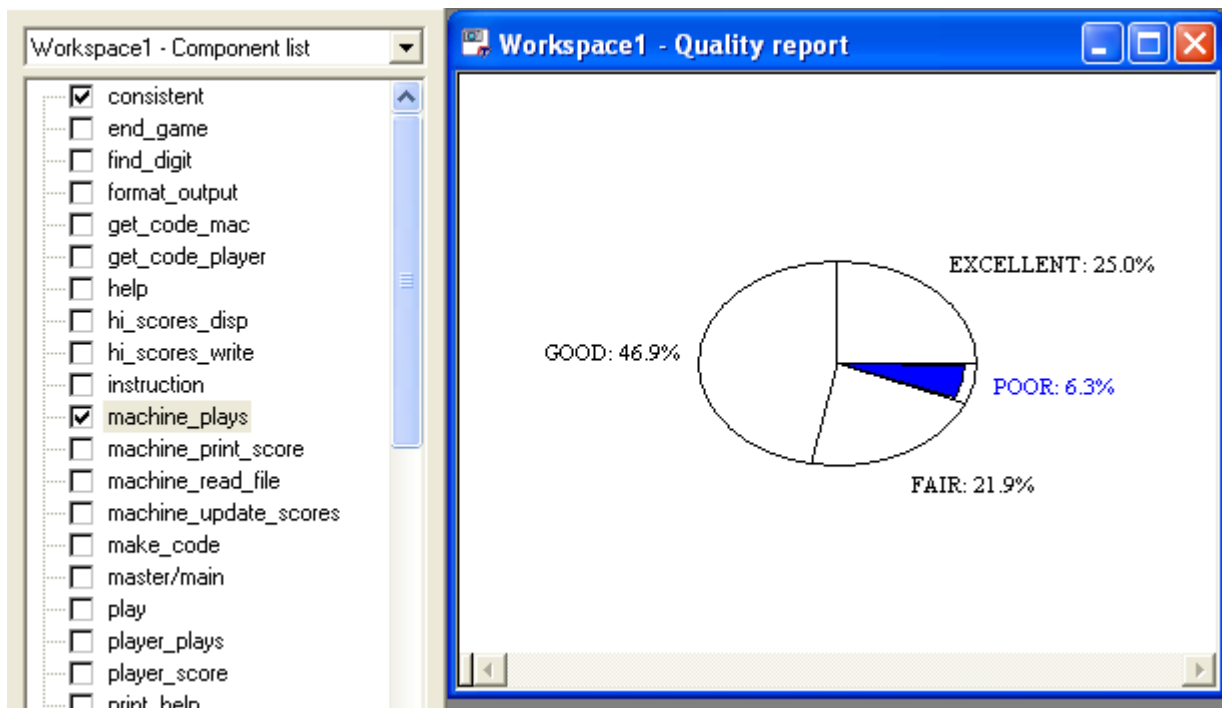 Workspace1 - Component list
consistent
end_game
find_digit
format_output
get_code_mac
get_code_player
help
hi_scores_disp
hi_scores_write
instruction
machine_plays
machine_print_score
machine_read_file
machine_update_scores
make_code
master/main
play
player_plays
player_score
print_help
Workspace1 - Quality report
EXCELLENT: 25.0%
GOOD: 46.9%
POOR: 6.3%
FAIR: 21.9%